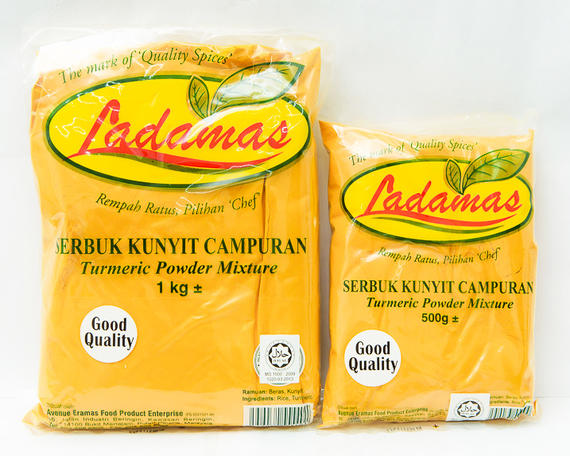 The mark of 'Quality Spices'
Ladamas
Rempah Ratus, Pilihan 'Chef'
SERBUK KUNYIT CAMPURAN
Turmeric Powder Mixture
1 kg ±
Good
Quality
Ramuan: Beras, Kunyit
Ingredients: Rice, Turmeric
Avenue Eramas Food Product Enterprise
The mark of 'Quality Spices'
Ladamas
Rempah Ratus, Pilihan 'Chef'
SERBUK KUNYIT CAMPURAN
Turmeric Powder Mixture
500g ±
Good
Quality
Avenue Eramas Food Product Enterprise